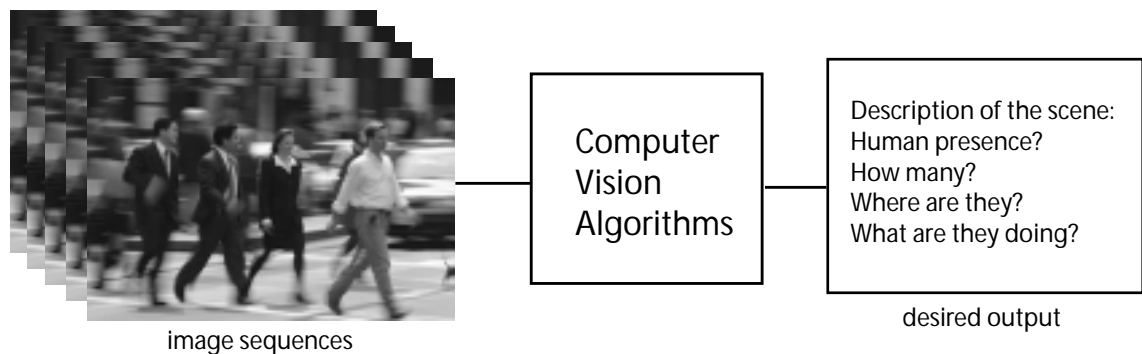 Computer
Vision
Algorithms
Description of the scene:
Human presence?
How many?
Where are they?
What are they doing?
image sequences
desired output